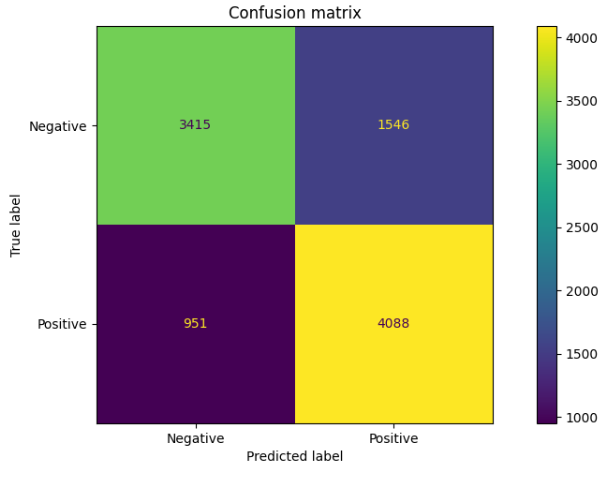 Confusion matrix
True label
Negative
Positive
3415 1546
951 4088
Negative Positive
Predicted label
4000
3500
3000
2500
2000
1500
1000